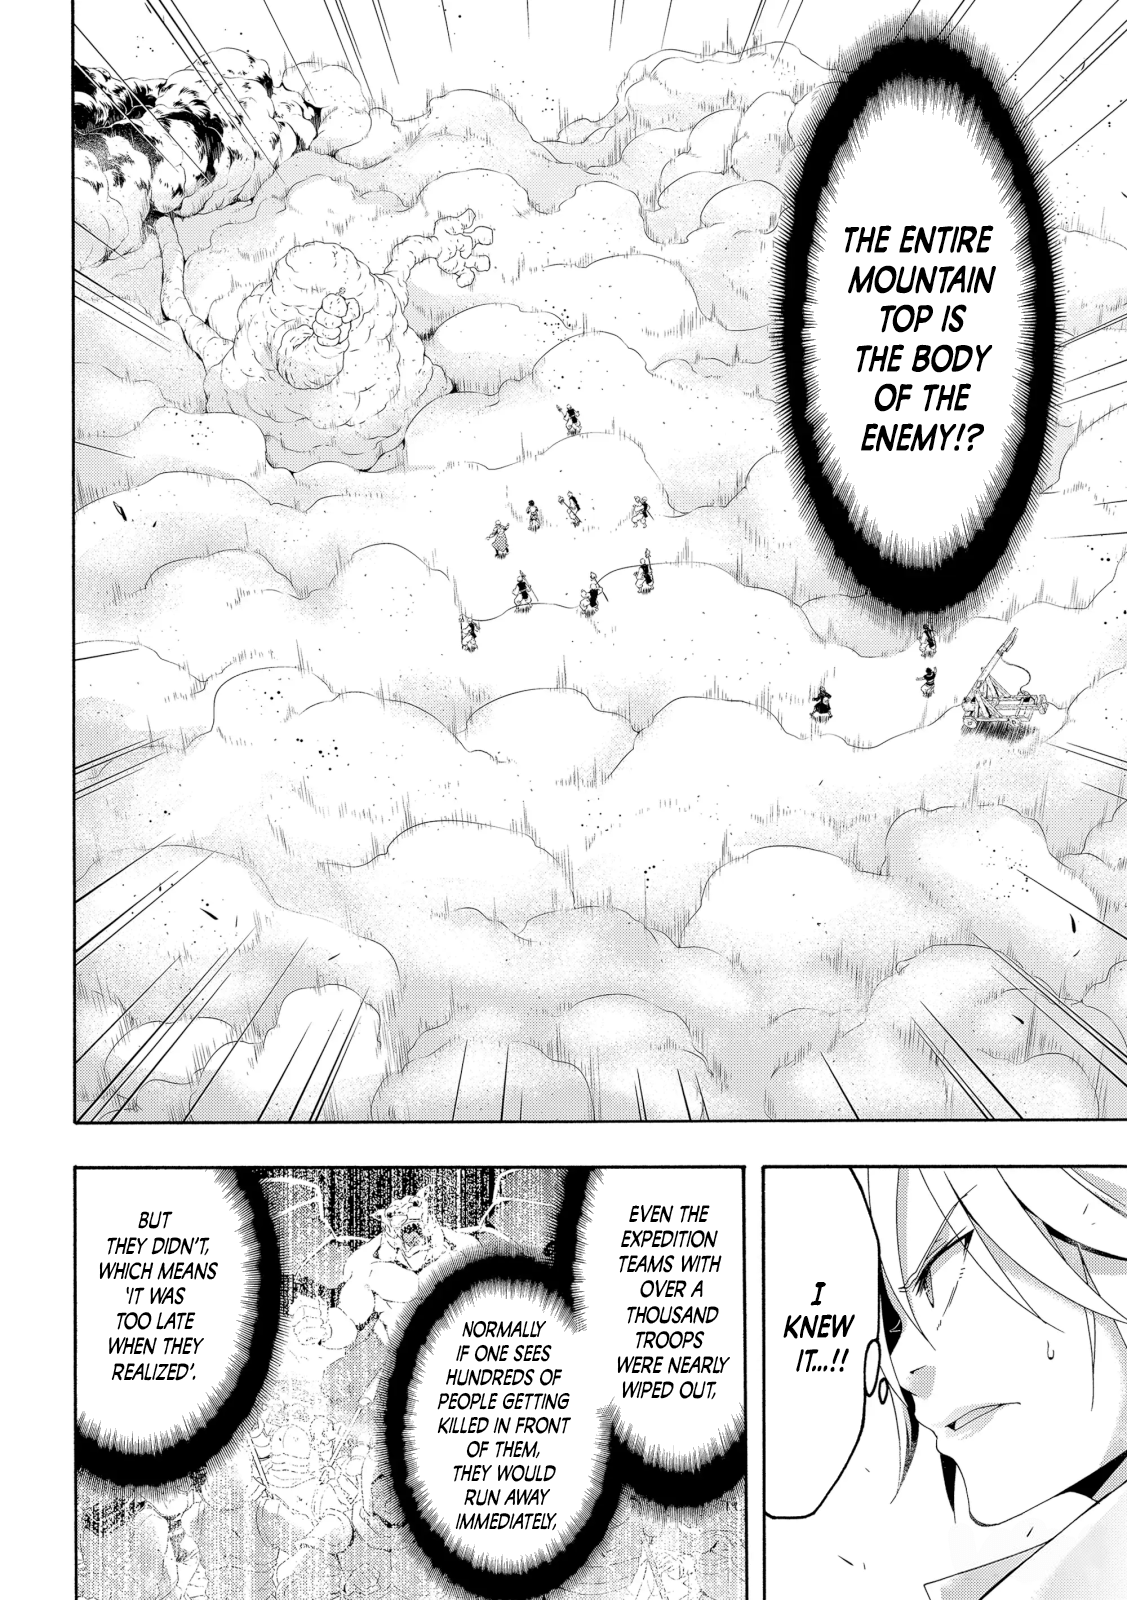 THE ENTIRE
MOUNTAIN
TOP IS
THE BODY
OF THE
ENEMY!?
I
KNEW
IT...!!
EVEN THE
EXPEDITION
TEAMS WITH
OVER A
THOUSAND
TROOPS
WERE NEARLY
WIPED OUT,
NORMALLY
IF ONE SEES
HUNDREDS OF
PEOPLE GETTING
KILLED IN FRONT
OF THEM,
THEY WOULD
RUN AWAY
IMMEDIATELY,
BUT
THEY DIDN'T,
WHICH MEANS
'IT WAS
TOO LATE
WHEN THEY
REALIZED'.